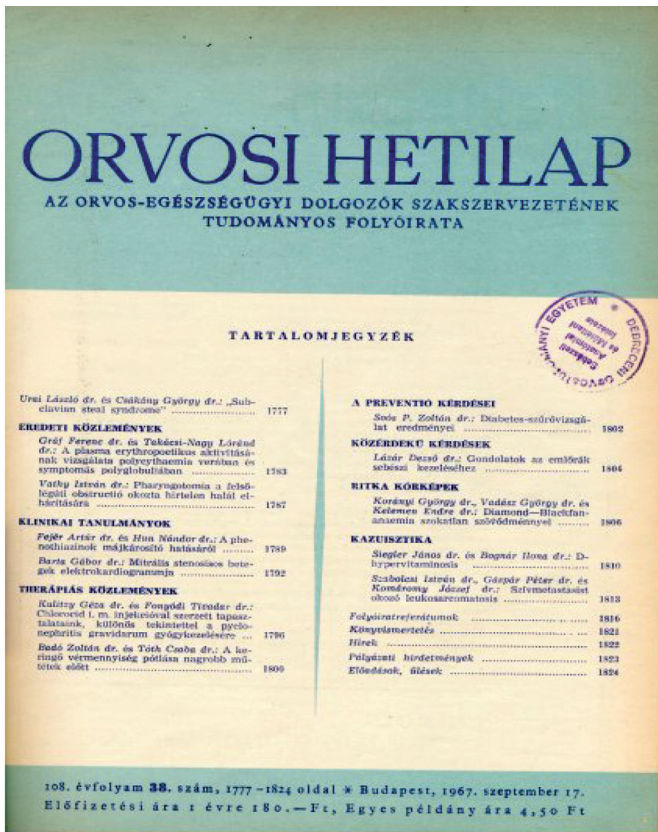 ORVOSI HETILAP
AZ ORVOS-EGÉSZSÉGÜGYI DOLGOZÓK SZAKSZERVEZETÉNEK
TUDOMÁNYOS FOLYÓIRATA
DEBRECENI ORVOSTUDOMÁNYI EGYETEM
TARTALOMJEGYZÉK
Urai László dr. és Csákány György dr.: „Sub-
clavian steal syndrome" 1777
EREDETI KÖZLEMÉNYEK
Gráf Ferenc dr. és Takácsi-Nagy Lóránd
dr.: A plasma erythropoetikus aktivitásá-
nak vizsgálata polycythaemia verában és
symptomás polyglobuliában 1783
Vathy István dr.: Pharyngotomia a felső-
légúti obstructio okozta hirtelen halál el-
hárítására 1787
KLINIKAI TANULMÁNYOK
Fejér Artúr dr. és Hun Nándor dr.: A phe-
nothiazinok májkárosító hatásáról 1789
Barta Gábor dr.: Mitrális stenosisos bete-
gek elektrokardiogrammja 1792
THERÁPIÁS KÖZLEMÉNYEK
Géza dr. és Fonyódi Tivadar dr.:
Chlorocid i. m. injekcióval szerzett tapasz-
talataink, különös tekintettel a pyelo-
nephritis gravidarum gyógykezelésére 1796
Badó Zoltán dr. és Tóth Csaba dr.: A ke-
ringő vérmennyiség pótlása nagyobb mű-
tétek előtt 1800
A PREVENTIO KÉRDÉSEI
Soós P. Zoltán dr.: Diabetes-szűrővizsgá-
lat eredményei 1802
KÖZÉRDEKŰ KÉRDÉSEK
Lázár Dezső dr.: Gondolatok az emlőrák
sebészi kezeléséhez 1804
RITKA KÓRKÉPEK
Korányi György dr., Vadász György dr. és
Kelemen Endre dr.: Diamond—Blackfan-
anaemia szokatlan szövődménnyel 1806
KAZUISZTIKA
Siegler János dr. és Bognár Ilona dr.: D-
hypervitaminosis 1810
Szabolcsi István dr., Gáspár Péter dr. és
Komáromy József dr.: Szívmetastasist
okozó leukosarcomatosis 1813
Folyóiratreferátumok 1816
Könyvismertetés 1821
Hírek 1822
Pályázati hirdetmények 1823
Előadások, ülések 1824
108. évfolyam 38. szám, 1777–1824 oldal * Budapest, 1967. szeptember 17.
Előfizetési ára 1 évre 180.—Ft, Egyes példány ára 4,50 Ft